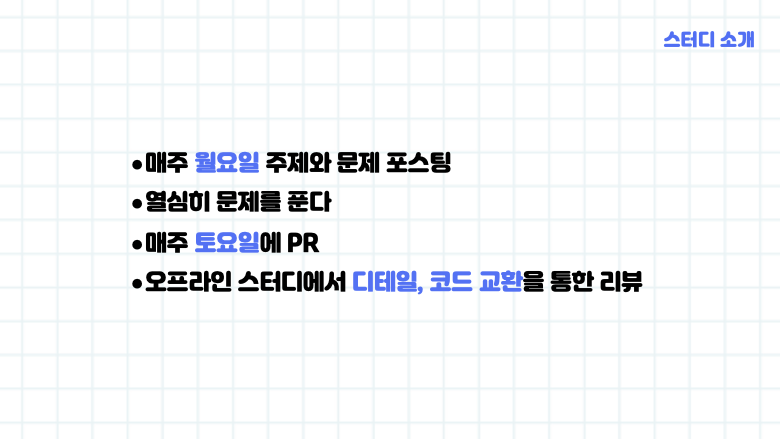 스터디 소개
•매주 월요일 주제와 문제 포스팅
•열심히 문제를 푼다
•매주 토요일에 PR
•오프라인 스터디에서 디테일, 코드 교환을 통한 리뷰